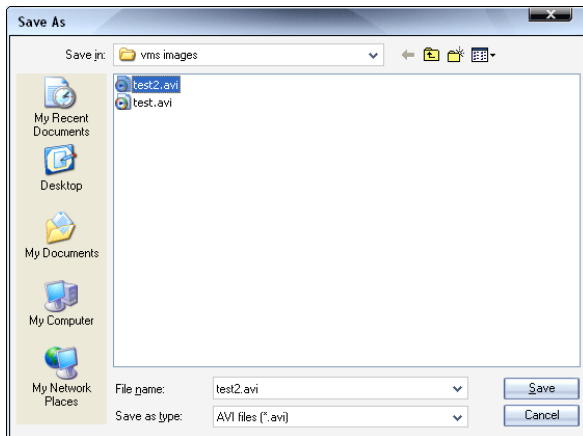 Save As
Save in:
vms images
test2.avi
test.avi
My Recent
Documents
Desktop
My Documents
My Computer
My Network
Places
File name:
test2.avi
Save
Save as type:
AVI files (*.avi)
Cancel